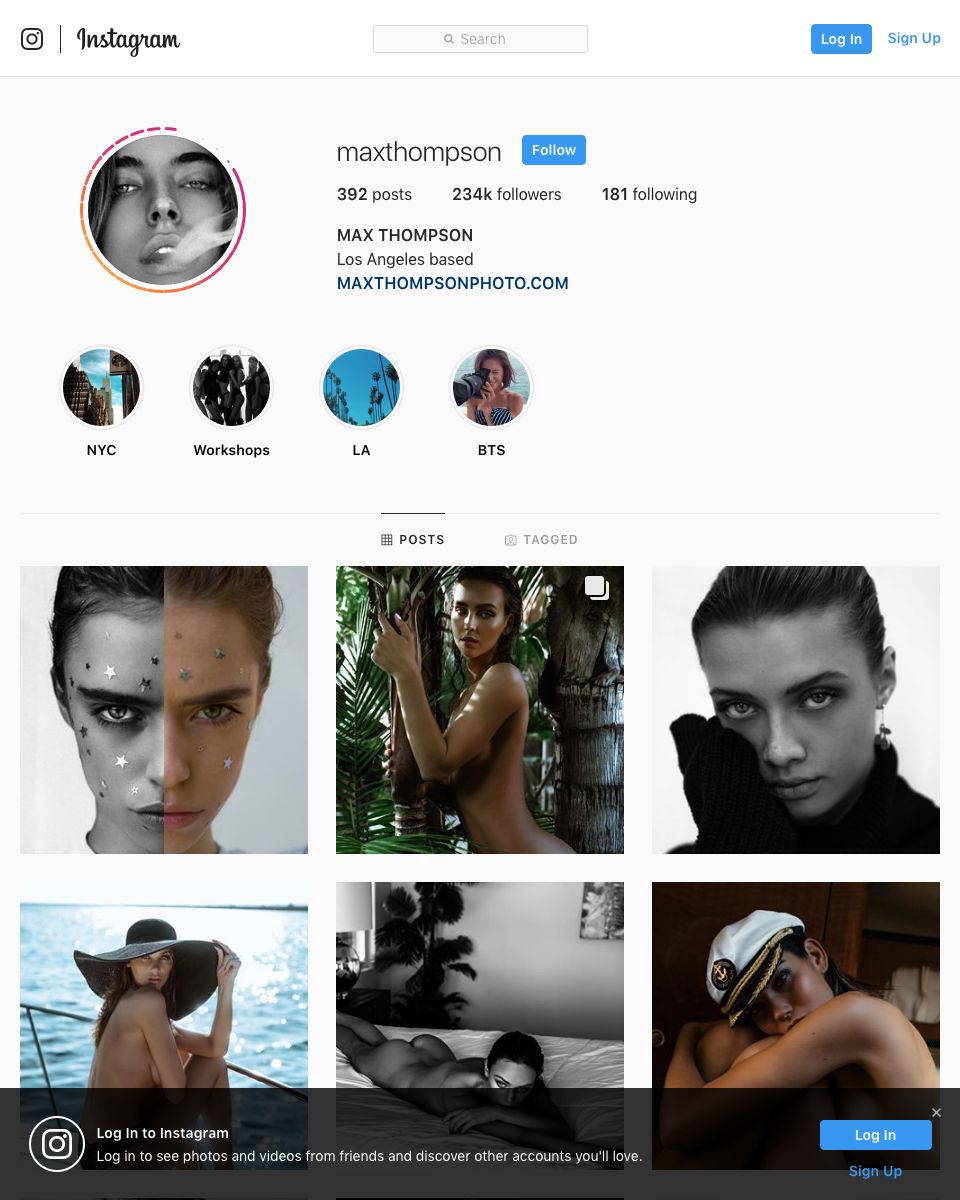 Instagram
Search
Log In
Sign Up
maxthompson
Follow
392 posts 234k followers 181 following
MAX THOMPSON
Los Angeles based
MAXTHOMPSONPHOTO.COM
NYC Workshops LA BTS
POSTS TAGGED
Log In to Instagram
Log in to see photos and videos from friends and discover other accounts you'll love.
Log In
Sign Up